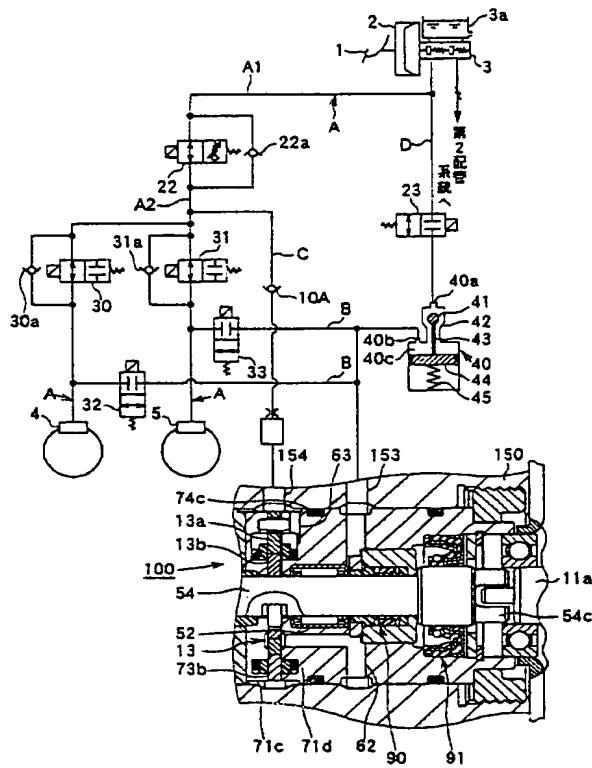 3a
2
1
3
A1
A
22a
22
D
第2配管
系統へ
A2
23
31a
31
C
40a
41
30
10A
42
30a
B
40b
43
33
40c
40
44
B
45
A
32
A
4
5
154
63
153
150
74c
13a
13b
100
11a
54
54c
52
13
73b
71c
71d
62
90
91